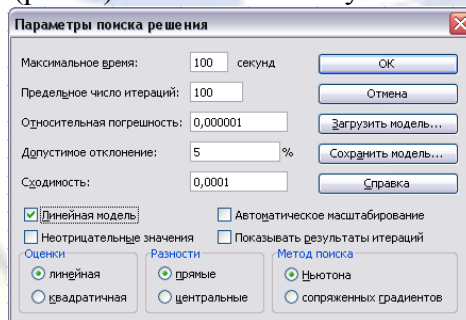 Параметры поиска решения
Максимальное время: 100 секунд OK
Предельное число итераций: 100 Отмена
Относительная погрешность: 0,000001 Загрузить модель...
Допустимое отклонение: 5 % Сохранить модель...
Сходимость: 0,0001 Справка
Линейная модель Автоматическое масштабирование
Неотрицательные значения Показывать результаты итераций
Оценки Разности Метод поиска
линейная прямые Ньютона
квадратичная центральные сопряженных градиентов